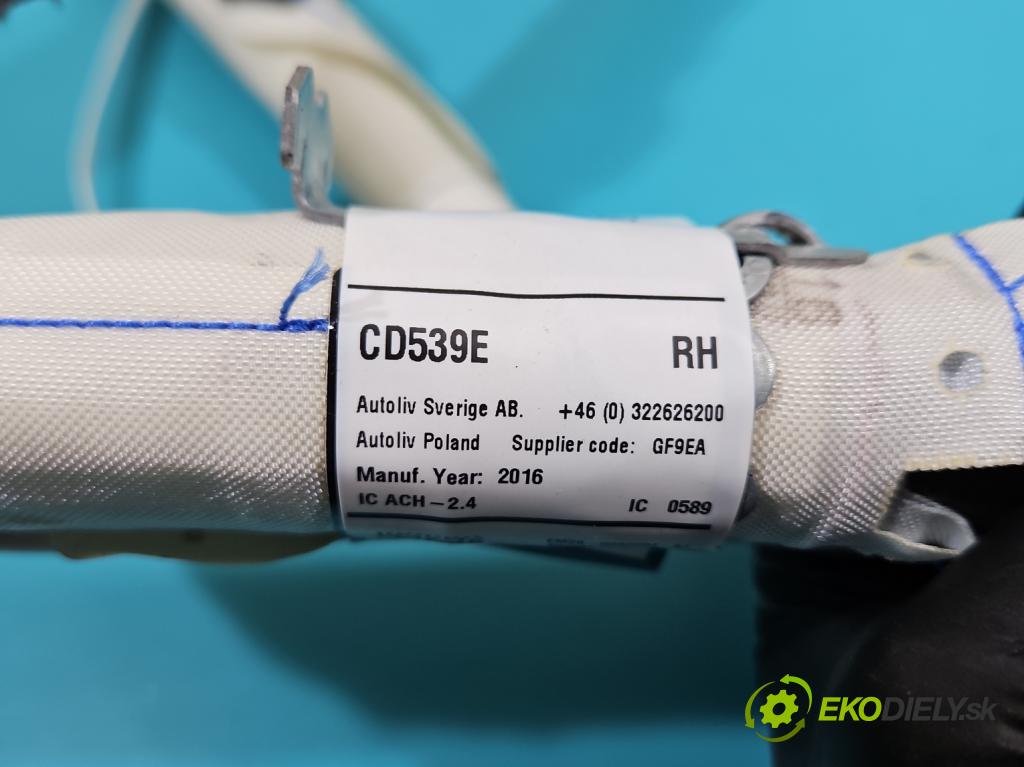 CD539E RH
Autoliv Sverige AB. +46 (0) 322626200
Autoliv Poland Supplier code: GF9EA
Manuf. Year: 2016
IC ACH-2.4 IC 0589
EKODIELY.sk